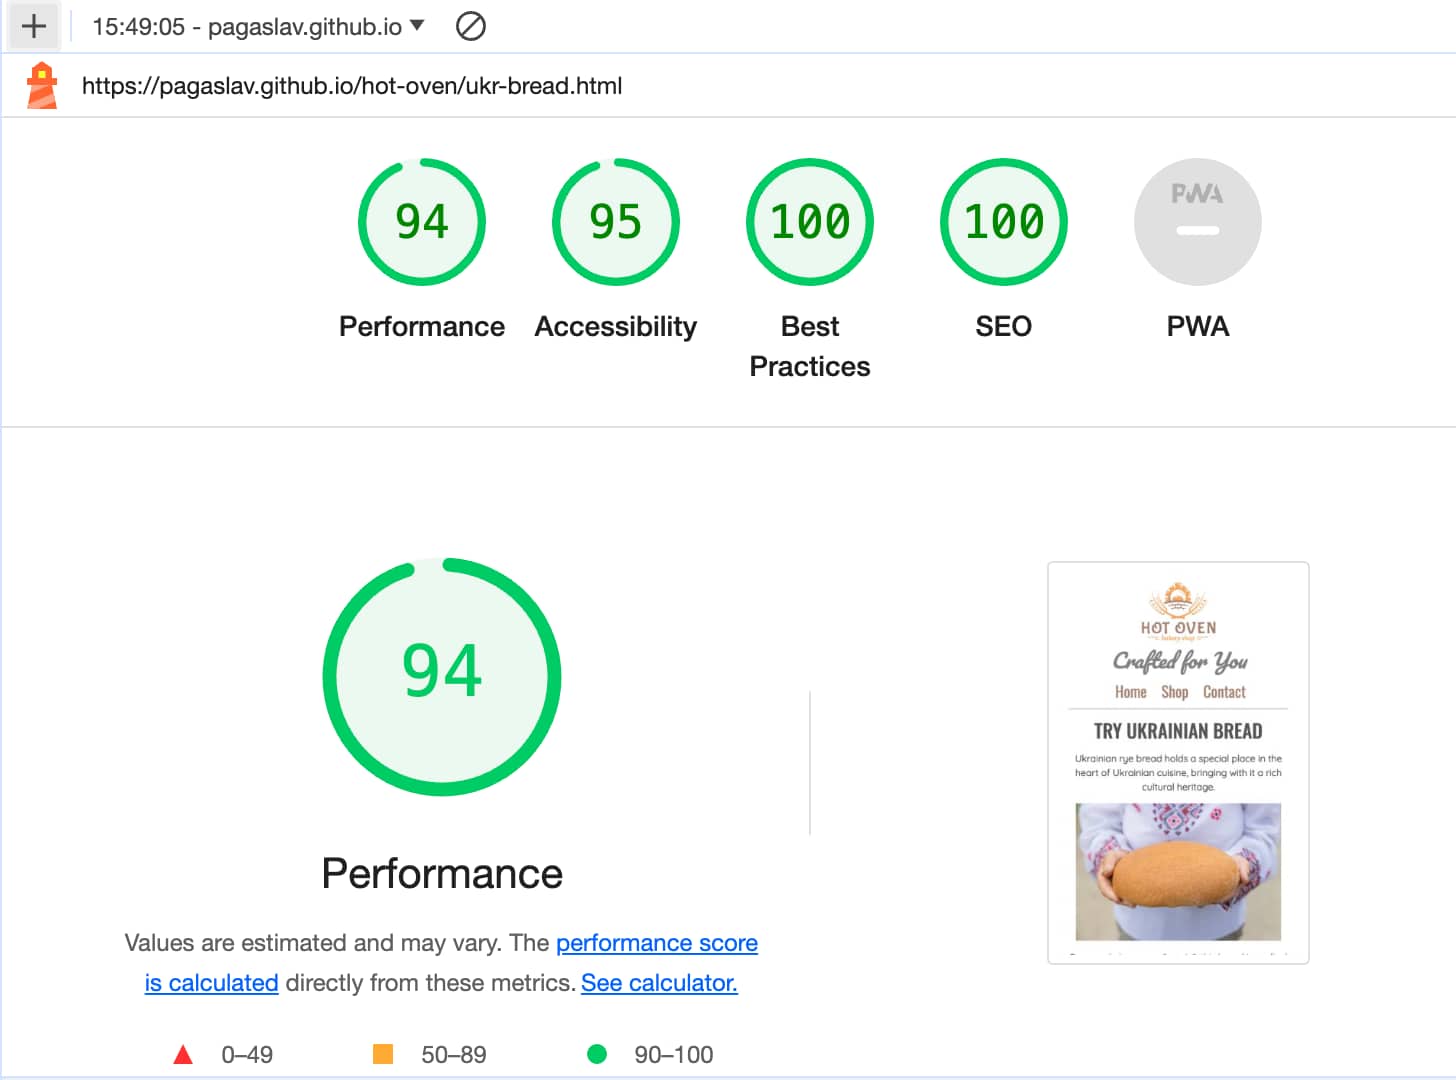 15:49:05 - pagaslav.github.io
https://pagaslav.github.io/hot-oven/ukr-bread.html
94
95
100
100
PWA
Performance
Accessibility
Best
Practices
SEO
PWA
94
Performance
Values are estimated and may vary. The performance score
is calculated directly from these metrics. See calculator.
0–49
50–89
90–100
HOT OVEN
bakery shop
Crafted for You
Home Shop Contact
TRY UKRAINIAN BREAD
Ukrainian rye bread holds a special place in the
heart of Ukrainian cuisine, bringing with it a rich
cultural heritage.